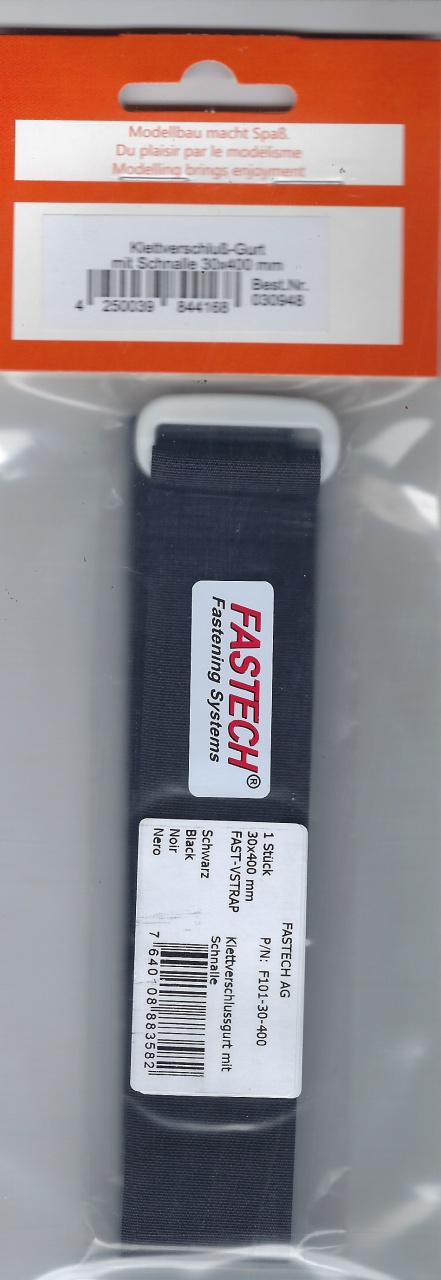 Modellbau macht Spaß.
Du plaisir par le modélisme
Modelling brings enjoyment
Klettverschluß-Gurt
mit Schnalle 30x400 mm
Best.Nr.
030948
4 250039 844168
FASTECH®
Fastening Systems
FASTECH AG
1 Stück P/N: F101-30-400
30x400 mm
FAST-VSTRAP Klettverschlussgurt mit
Schnalle
Schwarz
Black
Noir
Nero
7 640108 883582